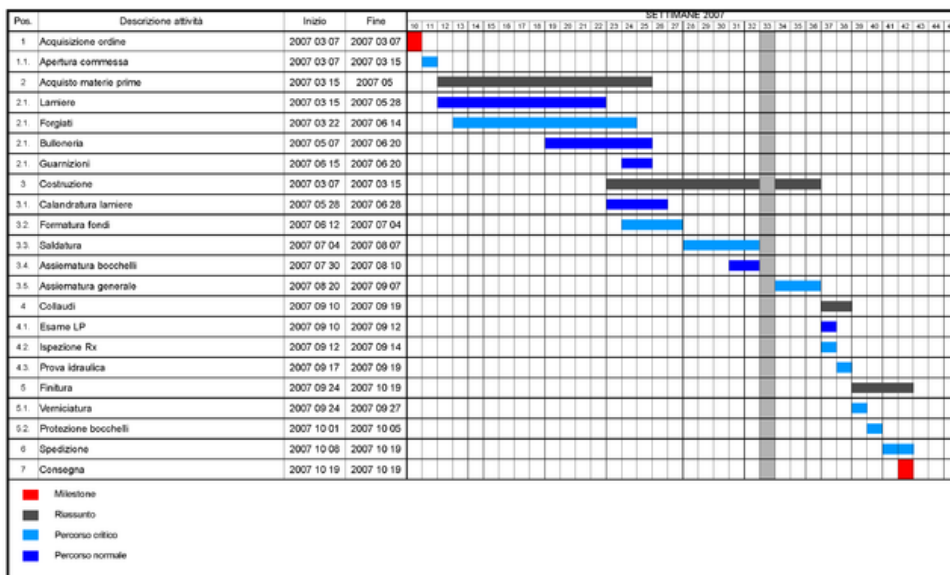 Pos. Descrizione attività Inizio Fine SETTIMANE 2007
10 11 12 13 14 15 16 17 18 19 20 21 22 23 24 25 26 27 28 29 30 31 32 33 34 35 36 37 38 39 40 41 42 43 44
1 Acquisizione ordine 2007 03 07 2007 03 07
1.1. Apertura commessa 2007 03 07 2007 03 15
2 Acquisto materie prime 2007 03 15 2007 05
2.1. Lamiere 2007 03 15 2007 05 28
2.1. Forgiati 2007 03 22 2007 06 14
2.1. Bulloneria 2007 05 07 2007 06 20
2.1. Guarnizioni 2007 06 15 2007 06 20
3 Costruzione 2007 03 07 2007 03 15
3.1. Calandratura lamiere 2007 05 28 2007 06 28
3.2. Formatura fondi 2007 06 12 2007 07 04
3.3. Saldatura 2007 07 04 2007 08 07
3.4. Assiematura bocchelli 2007 07 30 2007 08 10
3.5. Assiematura generale 2007 08 20 2007 09 07
4 Collaudi 2007 09 10 2007 09 19
4.1. Esame LP 2007 09 10 2007 09 12
4.2. Ispezione Rx 2007 09 12 2007 09 14
4.3. Prova idraulica 2007 09 17 2007 09 19
5 Finitura 2007 09 24 2007 10 19
5.1. Verniciatura 2007 09 24 2007 09 27
5.2. Protezione bocchelli 2007 10 01 2007 10 05
6 Spedizione 2007 10 08 2007 10 19
7 Consegna 2007 10 19 2007 10 19
Milestone
Riassunto
Percorso critico
Percorso normale